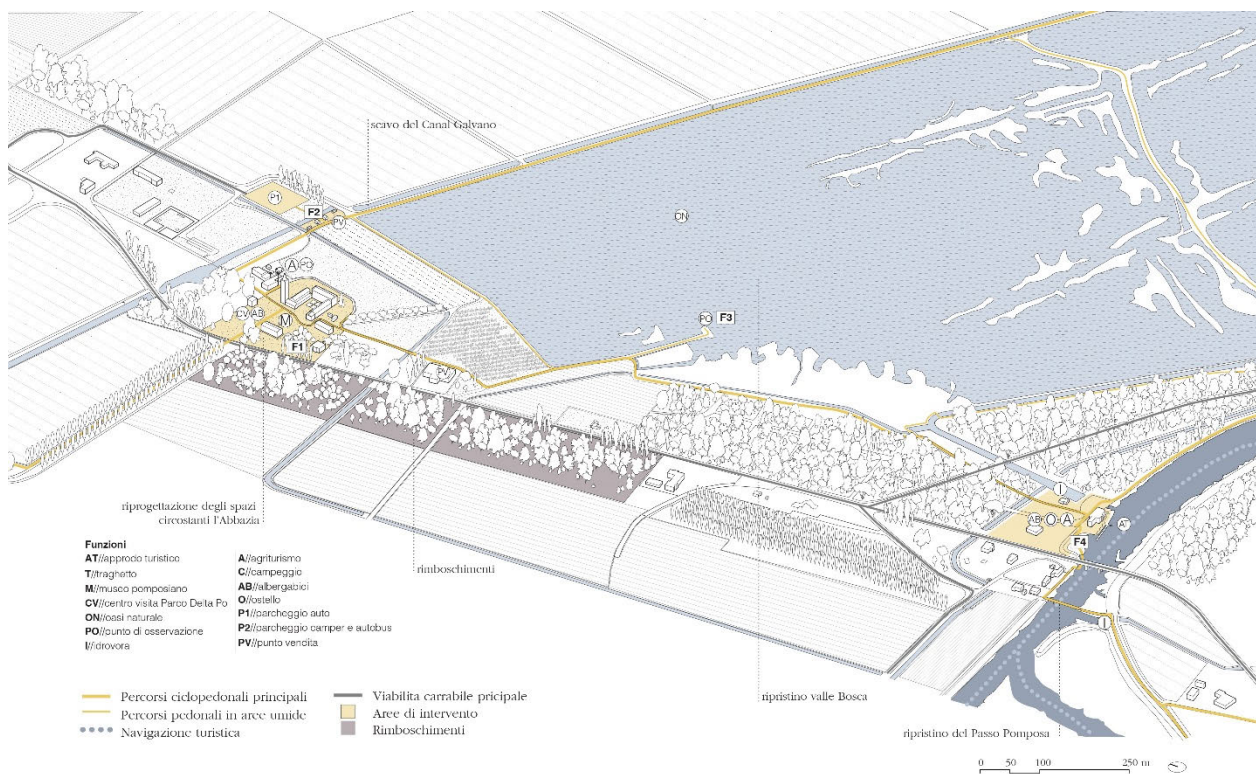 scavo del Canal Galvano
P1
F2
PV
ON
A
CV AB
M
F1
PO
F3
riprogettazione degli spazi
circostanti l'Abbazia
rimboschimenti
I
AB O A
AT
F4
I
ripristino valle Bosca
ripristino del Passo Pomposa
Funzioni
AT//approdo turistico
T//traghetto
M//museo pomposiano
CV//centro visita Parco Delta Po
ON//oasi naturale
PO//punto di osservazione
I//idrovora
A//agriturismo
C//campeggio
AB//albergabici
O//ostello
P1//parcheggio auto
P2//parcheggio camper e autobus
PV//punto vendita
Percorsi ciclopedonali principali
Percorsi pedonali in aree umide
Navigazione turistica
Viabilita carrabile pricipale
Aree di intervento
Rimboschimenti
0 50 100 250 m